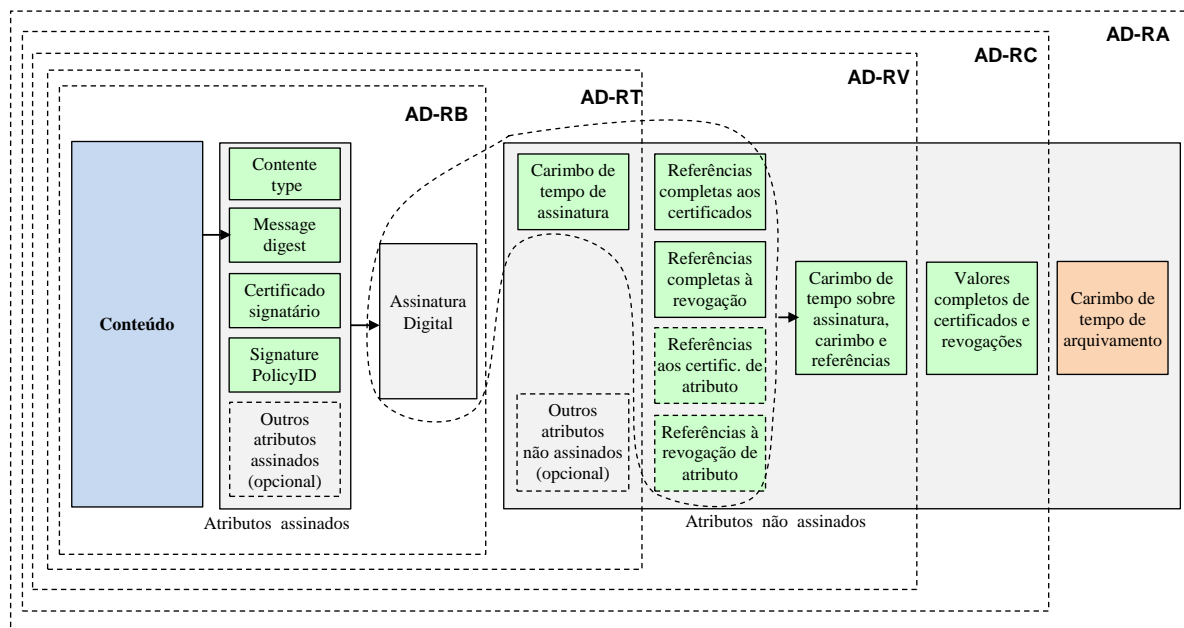 AD-RA
AD-RC
AD-RV
AD-RT
AD-RB
Conteúdo
Contente
type
Message
digest
Certificado
signatário
Signature
PolicyID
Outros
atributos
assinados
(opcional)
Atributos assinados
Assinatura
Digital
Carimbo de
tempo de
assinatura
Outros
atributos
não assinados
(opcional)
Referências
completas aos
certificados
Referências
completas à
revogação
Referências
aos certific. de
atributo
Referências à
revogação de
atributo
Carimbo de
tempo sobre
assinatura,
carimbo e
referências
Valores
completos de
certificados e
revogações
Carimbo de
tempo de
arquivamento
Atributos não assinados